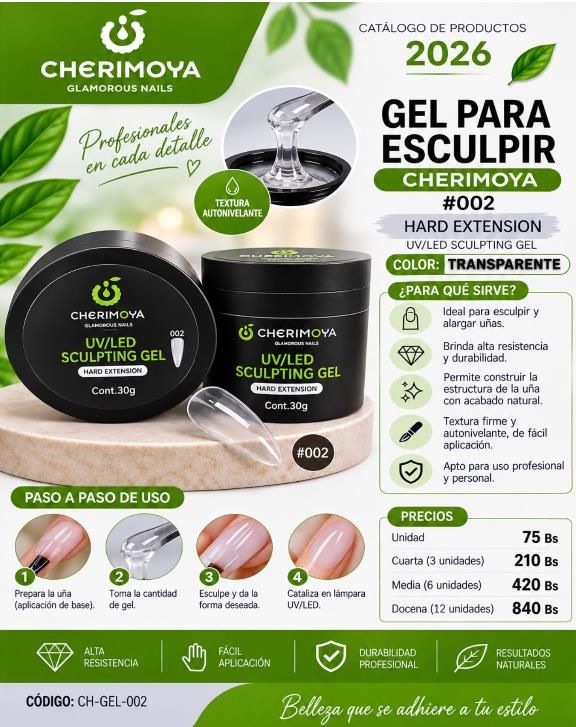 CHERIMOYA
GLAMOROUS NAILS
CATÁLOGO DE PRODUCTOS
2026
Profesionales
en cada detalle
TEXTURA
AUTONIVELANTE
GEL PARA
ESCULPIR
CHERIMOYA
#002
HARD EXTENSION
UV/LED SCULPTING GEL
COLOR: TRANSPARENTE
CHERIMOYA
GLAMOROUS NAILS
002
UV/LED
SCULPTING GEL
HARD EXTENSION
Cont.30g
CHERIMOYA
CHERIMOYA
GLAMOROUS NAILS
UV/LED
SCULPTING GEL
HARD EXTENSION
Cont.30g
#002
¿PARA QUÉ SIRVE?
Ideal para esculpir y
alargar uñas.
Brinda alta resistencia
y durabilidad.
Permite construir la
estructura de la uña
con acabado natural.
Textura firme y
autonivelante, de fácil
aplicación.
Apto para uso profesional
y personal.
PASO A PASO DE USO
1
Prepara la uña
(aplicación de base).
2
Toma la cantidad
de gel.
3
Esculpe y da la
forma deseada.
4
Cataliza en lámpara
UV/LED.
PRECIOS
Unidad 75 Bs
Cuarta (3 unidades) 210 Bs
Media (6 unidades) 420 Bs
Docena (12 unidades) 840 Bs
ALTA
RESISTENCIA
FÁCIL
APLICACIÓN
DURABILIDAD
PROFESIONAL
RESULTADOS
NATURALES
CÓDIGO: CH-GEL-002
Belleza que se adhiere a tu estilo